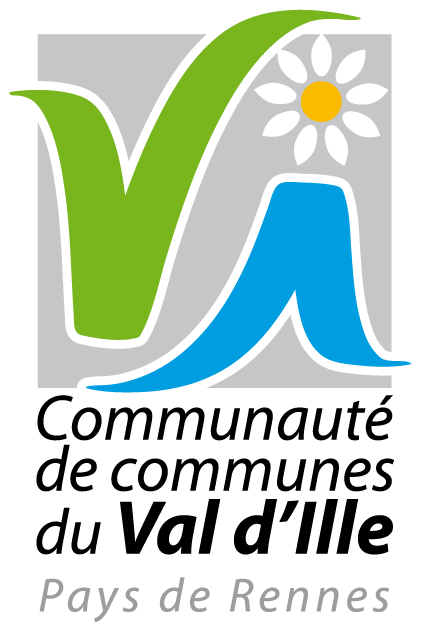 Communauté
de communes
du Val d’Ille
Pays de Rennes